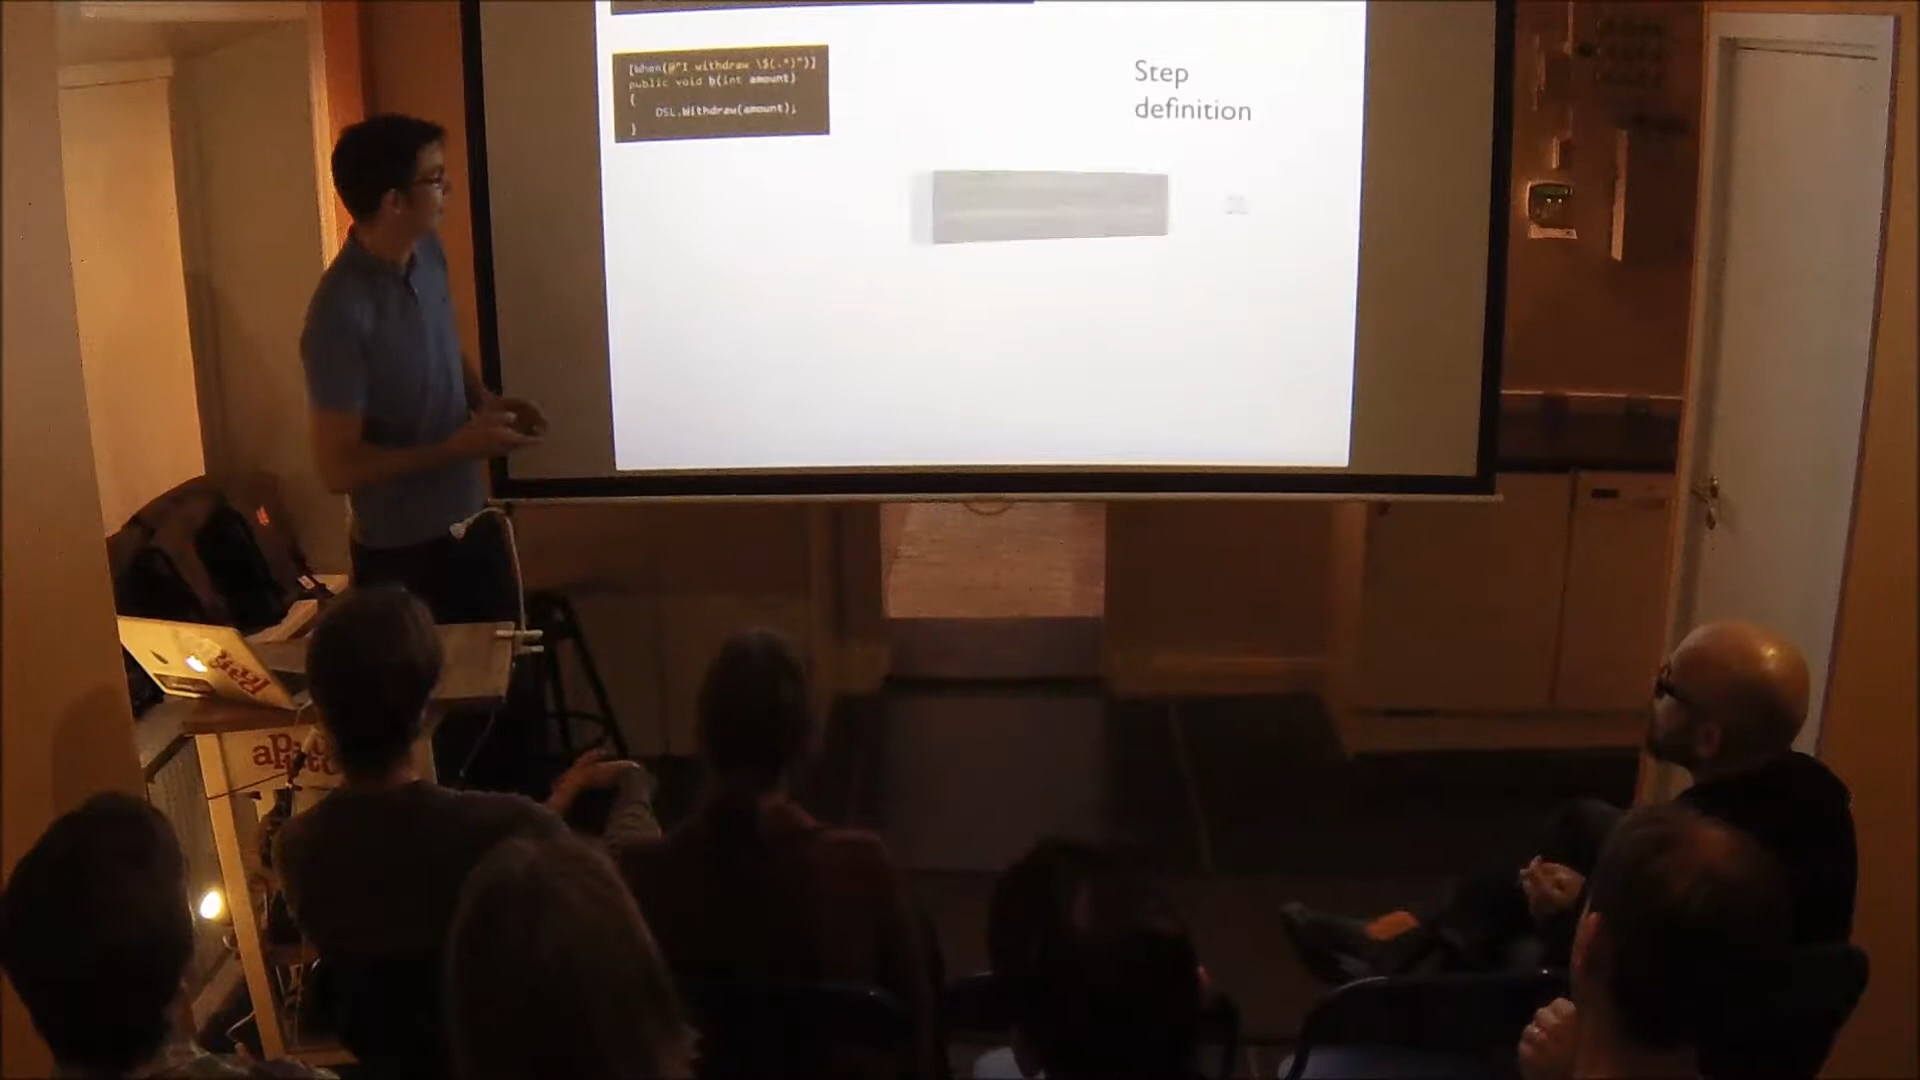 [When(@"I withdraw \$(.*)")]
public void b(int amount)
{
DSL.Withdraw(amount);
}
Step
definition